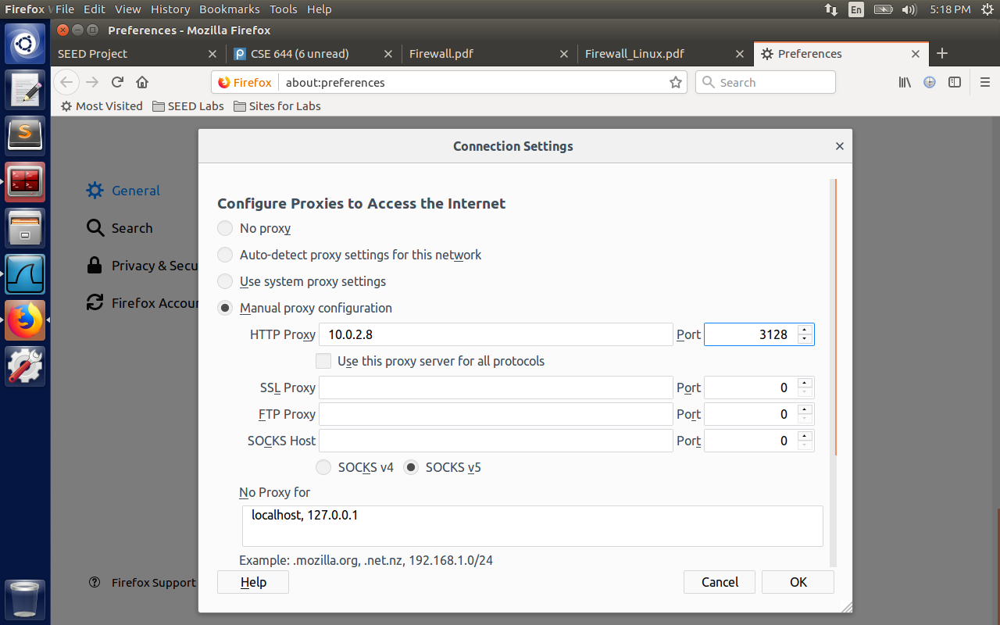 Firefox W File Edit View History Bookmarks Tools Help En 5:18 PM
Preferences - Mozilla Firefox
SEED Project CSE 644 (6 unread) Firewall.pdf Firewall_Linux.pdf Preferences
Firefox about:preferences Search
Most Visited SEED Labs Sites for Labs
Connection Settings
General
Search
Privacy & Secu
Firefox Accour
Firefox Support
Configure Proxies to Access the Internet
No proxy
Auto-detect proxy settings for this network
Use system proxy settings
Manual proxy configuration
HTTP Proxy 10.0.2.8 Port 3128
Use this proxy server for all protocols
SSL Proxy Port 0
FTP Proxy Port 0
SOCKS Host Port 0
SOCKS v4 SOCKS v5
No Proxy for
localhost, 127.0.0.1
Example: .mozilla.org, .net.nz, 192.168.1.0/24
Help Cancel OK